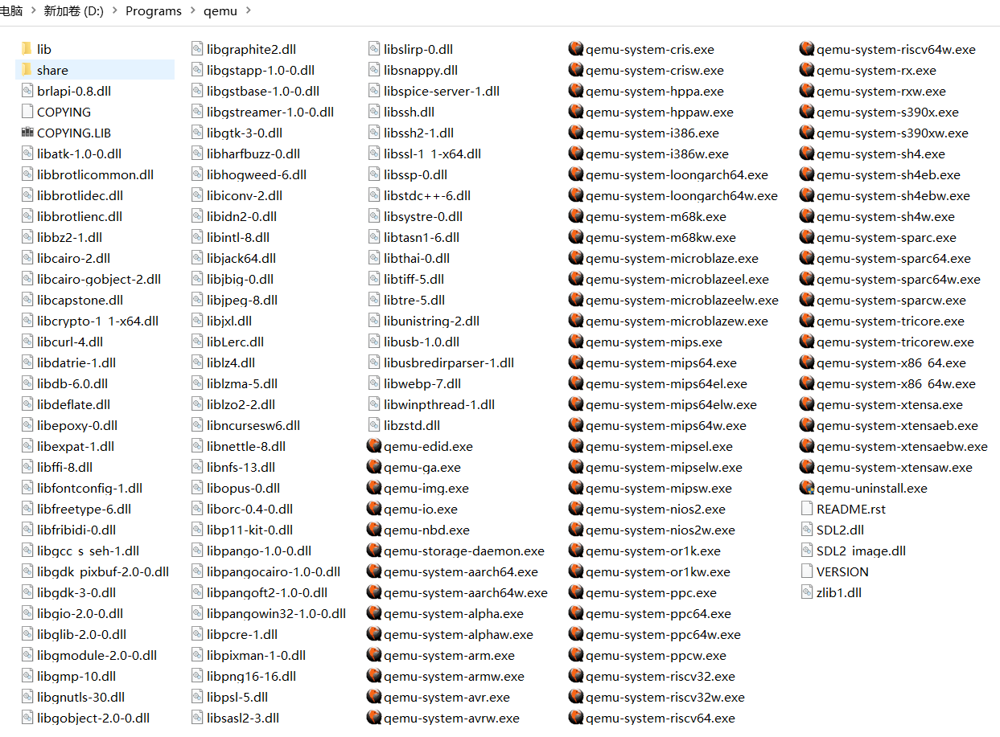 电脑 > 新加卷 (D:) > Programs > qemu >
lib
share
brlapi-0.8.dll
COPYING
COPYING.LIB
libatk-1.0-0.dll
libbrotlicommon.dll
libbrotlidec.dll
libbrotlienc.dll
libbz2-1.dll
libcairo-2.dll
libcairo-gobject-2.dll
libcapstone.dll
libcrypto-1_1-x64.dll
libcurl-4.dll
libdatrie-1.dll
libdb-6.0.dll
libdeflate.dll
libepoxy-0.dll
libexpat-1.dll
libffi-8.dll
libfontconfig-1.dll
libfreetype-6.dll
libfribidi-0.dll
libgcc_s_seh-1.dll
libgdk_pixbuf-2.0-0.dll
libgdk-3-0.dll
libgio-2.0-0.dll
libglib-2.0-0.dll
libgmodule-2.0-0.dll
libgmp-10.dll
libgnutls-30.dll
libgobject-2.0-0.dll
libgraphite2.dll
libgstapp-1.0-0.dll
libgstbase-1.0-0.dll
libgstreamer-1.0-0.dll
libgtk-3-0.dll
libharfbuzz-0.dll
libhogweed-6.dll
libiconv-2.dll
libidn2-0.dll
libintl-8.dll
libjack64.dll
libjbig-0.dll
libjpeg-8.dll
libjxl.dll
libLerc.dll
liblz4.dll
liblzma-5.dll
liblzo2-2.dll
libncursesw6.dll
libnettle-8.dll
libnfs-13.dll
libopus-0.dll
liborc-0.4-0.dll
libp11-kit-0.dll
libpango-1.0-0.dll
libpangocairo-1.0-0.dll
libpangoft2-1.0-0.dll
libpangowin32-1.0-0.dll
libpcre-1.dll
libpixman-1-0.dll
libpng16-16.dll
libpsl-5.dll
libsasl2-3.dll
libslirp-0.dll
libsnappy.dll
libspice-server-1.dll
libssh.dll
libssh2-1.dll
libssl-1_1-x64.dll
libssp-0.dll
libstdc++-6.dll
libsystre-0.dll
libtasn1-6.dll
libthai-0.dll
libtiff-5.dll
libtre-5.dll
libunistring-2.dll
libusb-1.0.dll
libusbredirparser-1.dll
libwebp-7.dll
libwinpthread-1.dll
libzstd.dll
qemu-edid.exe
qemu-ga.exe
qemu-img.exe
qemu-io.exe
qemu-nbd.exe
qemu-storage-daemon.exe
qemu-system-aarch64.exe
qemu-system-aarch64w.exe
qemu-system-alpha.exe
qemu-system-alphaw.exe
qemu-system-arm.exe
qemu-system-armw.exe
qemu-system-avr.exe
qemu-system-avrw.exe
qemu-system-cris.exe
qemu-system-crisw.exe
qemu-system-hppa.exe
qemu-system-hppaw.exe
qemu-system-i386.exe
qemu-system-i386w.exe
qemu-system-loongarch64.exe
qemu-system-loongarch64w.exe
qemu-system-m68k.exe
qemu-system-m68kw.exe
qemu-system-microblaze.exe
qemu-system-microblazeel.exe
qemu-system-microblazeelw.exe
qemu-system-microblazew.exe
qemu-system-mips.exe
qemu-system-mips64.exe
qemu-system-mips64el.exe
qemu-system-mips64elw.exe
qemu-system-mips64w.exe
qemu-system-mipsel.exe
qemu-system-mipselw.exe
qemu-system-mipsw.exe
qemu-system-nios2.exe
qemu-system-nios2w.exe
qemu-system-or1k.exe
qemu-system-or1kw.exe
qemu-system-ppc.exe
qemu-system-ppc64.exe
qemu-system-ppc64w.exe
qemu-system-ppcw.exe
qemu-system-riscv32.exe
qemu-system-riscv32w.exe
qemu-system-riscv64.exe
qemu-system-riscv64w.exe
qemu-system-rx.exe
qemu-system-rxw.exe
qemu-system-s390x.exe
qemu-system-s390xw.exe
qemu-system-sh4.exe
qemu-system-sh4eb.exe
qemu-system-sh4ebw.exe
qemu-system-sh4w.exe
qemu-system-sparc.exe
qemu-system-sparc64.exe
qemu-system-sparc64w.exe
qemu-system-sparcw.exe
qemu-system-tricore.exe
qemu-system-tricorew.exe
qemu-system-x86_64.exe
qemu-system-x86_64w.exe
qemu-system-xtensa.exe
qemu-system-xtensaeb.exe
qemu-system-xtensaebw.exe
qemu-system-xtensaw.exe
qemu-uninstall.exe
README.rst
SDL2.dll
SDL2_image.dll
VERSION
zlib1.dll